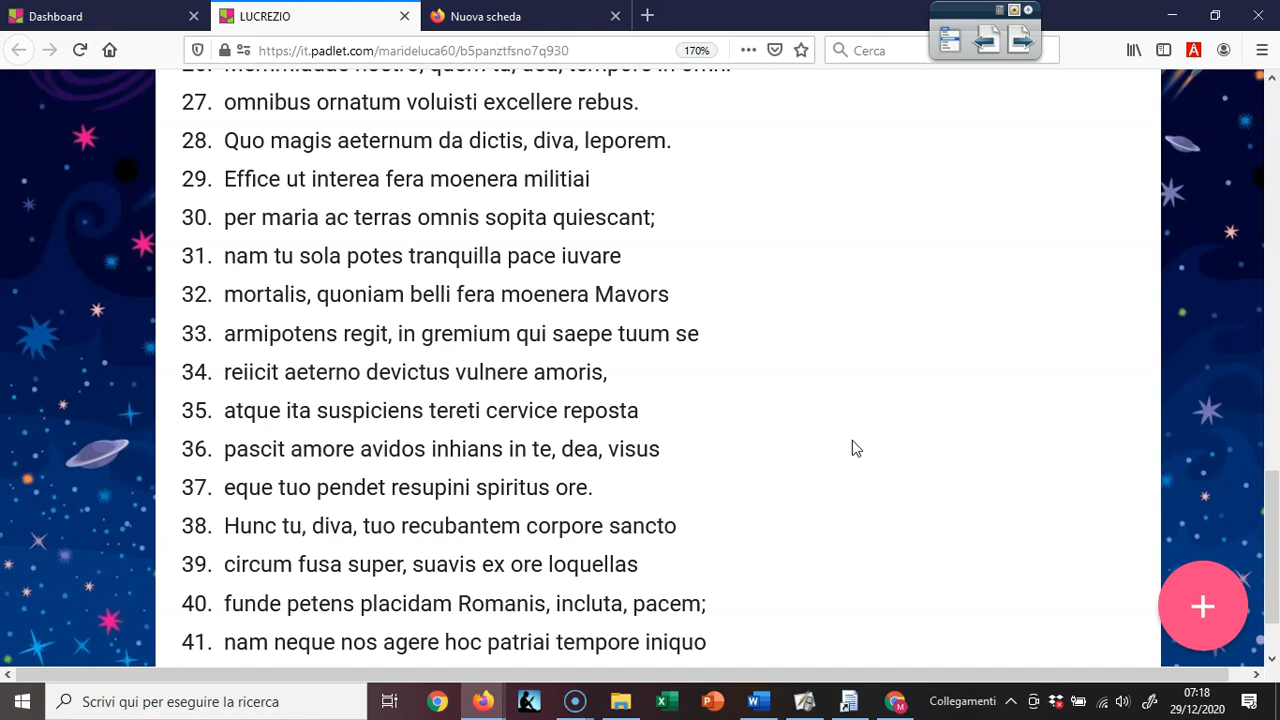 Dashboard
LUCREZIO
Nuova scheda
https://it.padlet.com/marideluca60/b5panztfsno7q930
170%
Cerca
27. omnibus ornatum voluisti excellere rebus.
28. Quo magis aeternum da dictis, diva, leporem.
29. Effice ut interea fera moenera militiai
30. per maria ac terras omnis sopita quiescant;
31. nam tu sola potes tranquilla pace iuvare
32. mortalis, quoniam belli fera moenera Mavors
33. armipotens regit, in gremium qui saepe tuum se
34. reiicit aeterno devictus vulnere amoris,
35. atque ita suspiciens tereti cervice reposta
36. pascit amore avidos inhians in te, dea, visus
37. eque tuo pendet resupini spiritus ore.
38. Hunc tu, diva, tuo recubantem corpore sancto
39. circum fusa super, suavis ex ore loquellas
40. funde petens placidam Romanis, incluta, pacem;
41. nam neque nos agere hoc patriai tempore iniquo
Scrivi qui per eseguire la ricerca
Collegamenti
07:18
29/12/2020